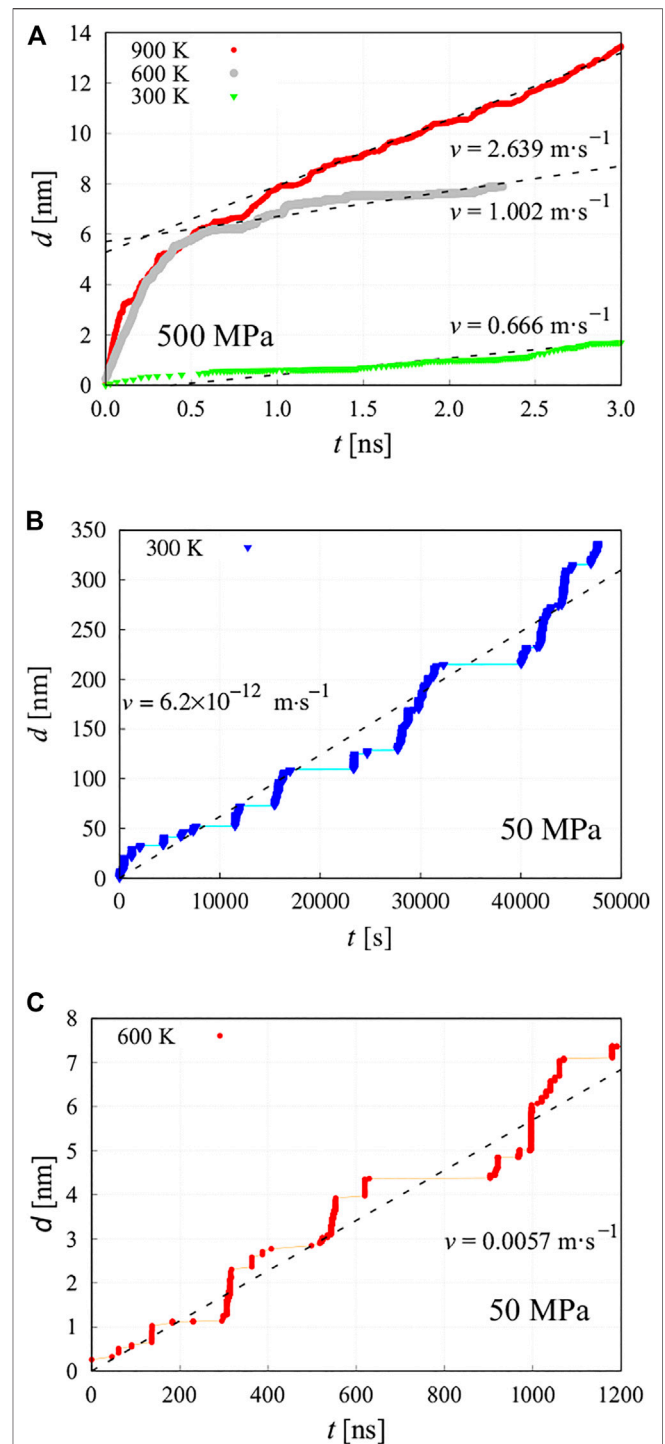 A
14
12
10
8
6
4
2
0
d [nm]
900 K
600 K
300 K
v = 2.639 m·s⁻¹
v = 1.002 m·s⁻¹
v = 0.666 m·s⁻¹
500 MPa
0.0 0.5 1.0 1.5 2.0 2.5 3.0
t [ns]
B
350
300
250
200
150
100
50
0
d [nm]
300 K
v = 6.2×10⁻¹² m·s⁻¹
50 MPa
0 10000 20000 30000 40000 50000
t [s]
C
8
7
6
5
4
3
2
1
0
d [nm]
600 K
v = 0.0057 m·s⁻¹
50 MPa
0 200 400 600 800 1000 1200
t [ns]